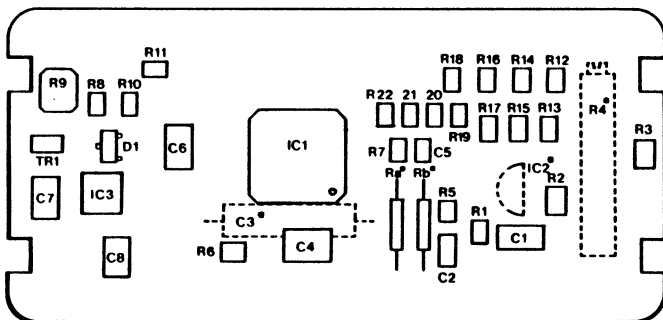 R11
R18 R16 R14 R12
R9 R8 R10
R22 21 20
R4*
R19 R17 R15 R13
R3
TR1 D1 C6 IC1
R7 C5
Ra* Rb*
IC2*
C7 IC3
R2
C3* R5 R1
R6 C4 C1
C8 C2